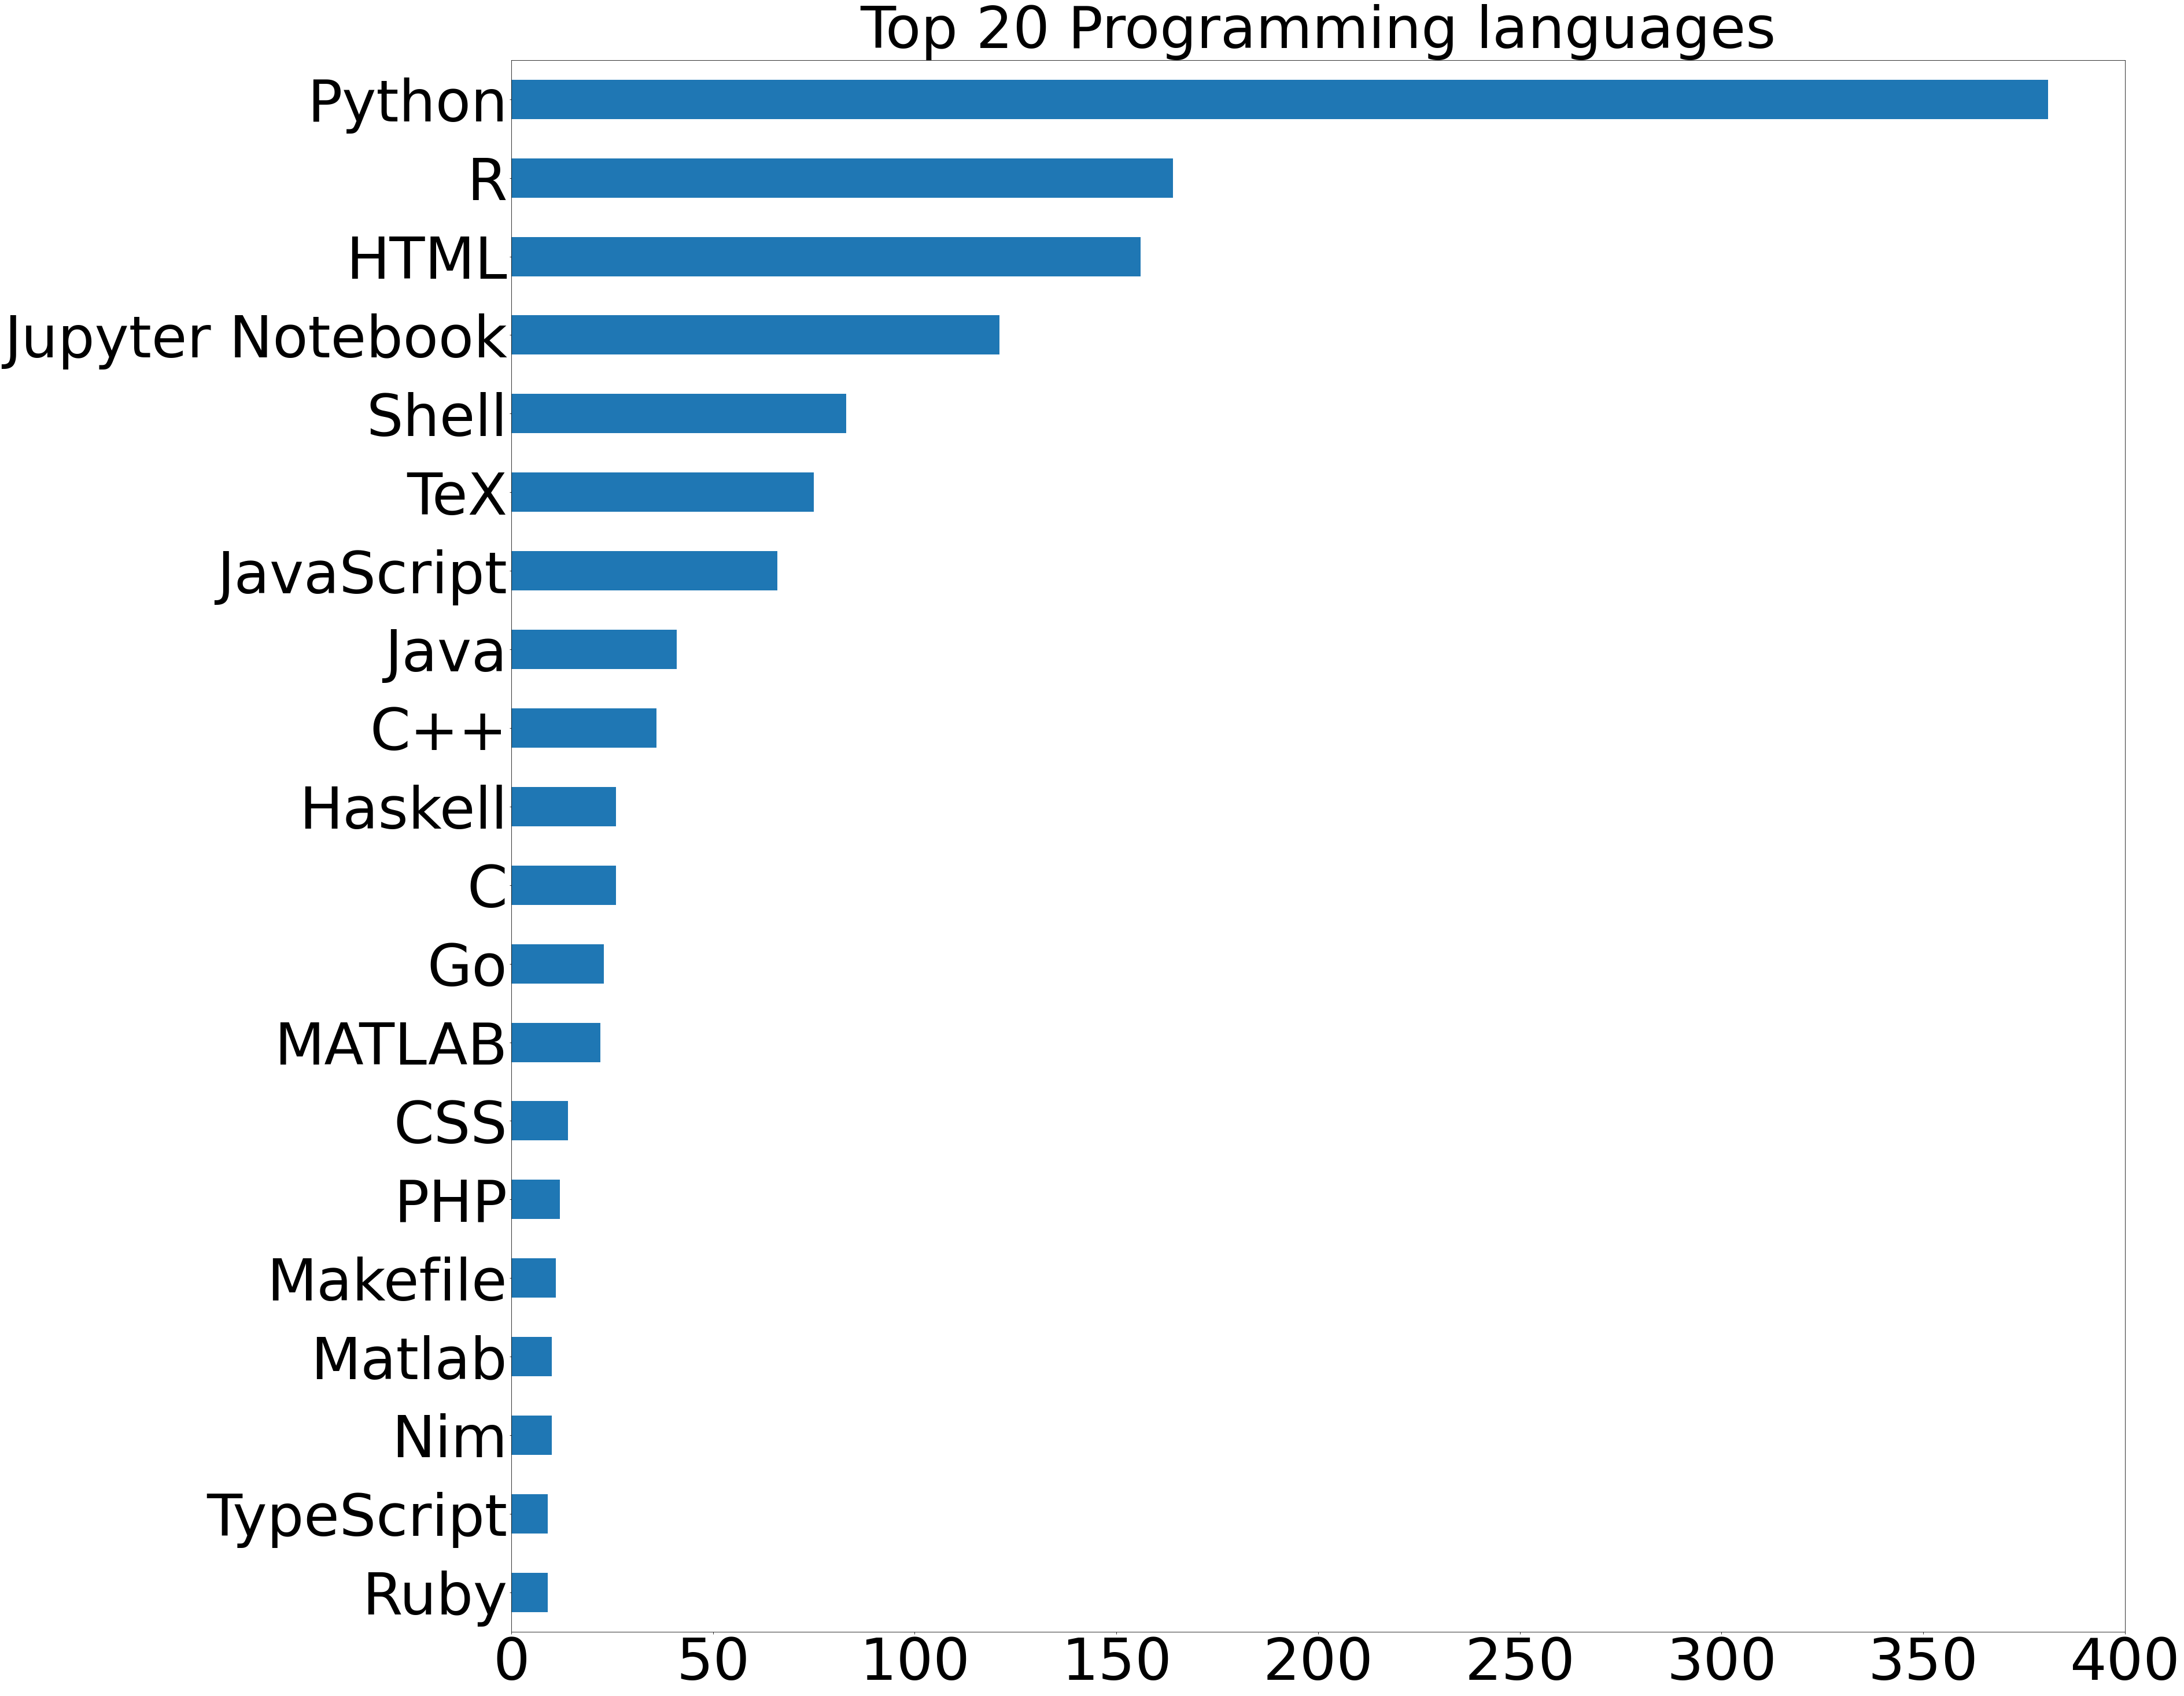 Top 20 Programming languages
Python
R
HTML
Jupyter Notebook
Shell
TeX
JavaScript
Java
C++
Haskell
C
Go
MATLAB
CSS
PHP
Makefile
Matlab
Nim
TypeScript
Ruby
0 50 100 150 200 250 300 350 400